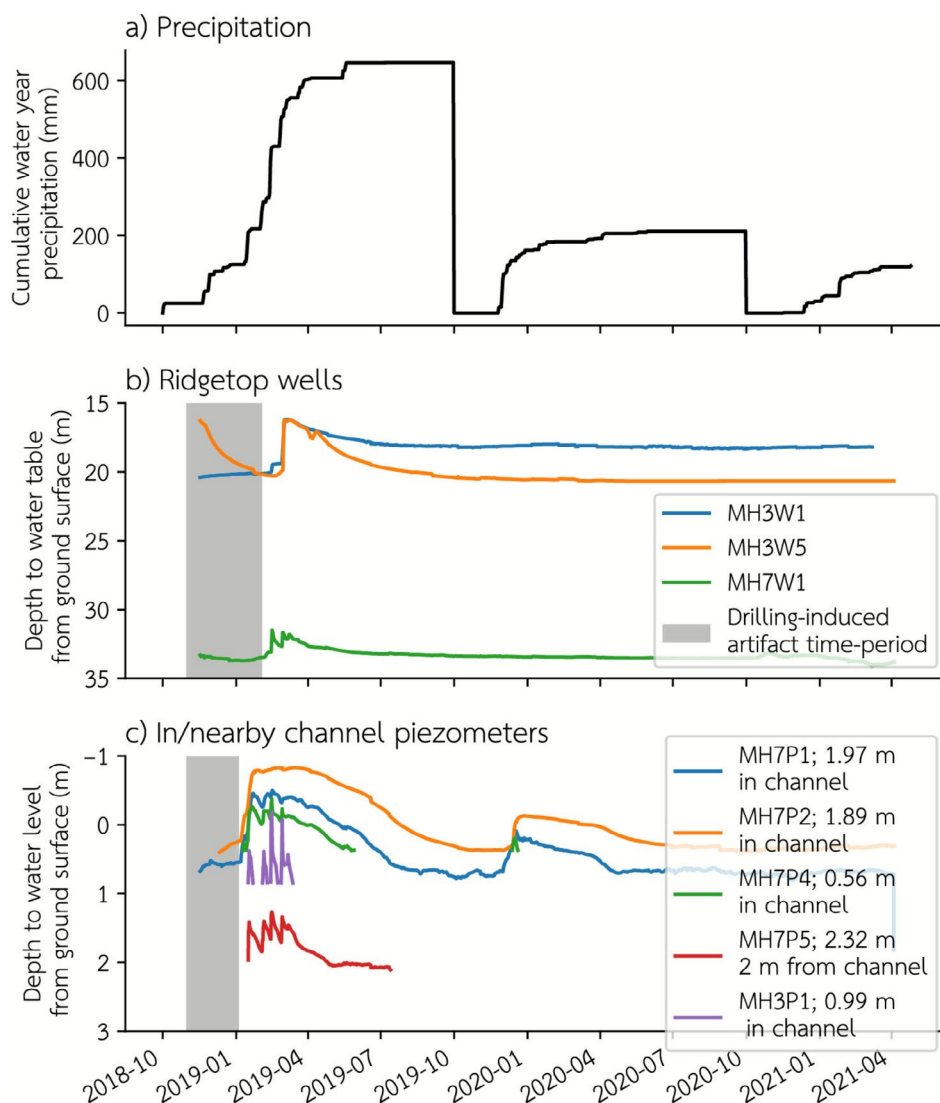 a) Precipitation
Cumulative water year
precipitation (mm)
600
400
200
0
b) Ridgetop wells
Depth to water table
from ground surface (m)
15
20
25
30
35
MH3W1
MH3W5
MH7W1
Drilling-induced
artifact time-period
c) In/nearby channel piezometers
Depth to water level
from ground surface (m)
-1
0
1
2
3
MH7P1; 1.97 m
in channel
MH7P2; 1.89 m
in channel
MH7P4; 0.56 m
in channel
MH7P5; 2.32 m
2 m from channel
MH3P1; 0.99 m
in channel
2018-10
2019-01
2019-04
2019-07
2019-10
2020-01
2020-04
2020-07
2020-10
2021-01
2021-04